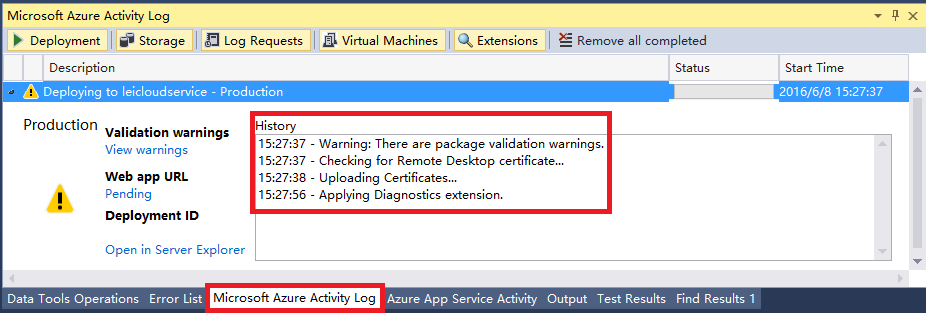 Microsoft Azure Activity Log
Deployment Storage Log Requests Virtual Machines Extensions Remove all completed
Description Status Start Time
Deploying to leicloudservice - Production 2016/6/8 15:27:37
Production
Validation warnings
View warnings
Web app URL
Pending
Deployment ID
Open in Server Explorer
History
15:27:37 - Warning: There are package validation warnings.
15:27:37 - Checking for Remote Desktop certificate...
15:27:38 - Uploading Certificates...
15:27:56 - Applying Diagnostics extension.
Data Tools Operations Error List Microsoft Azure Activity Log Azure App Service Activity Output Test Results Find Results 1